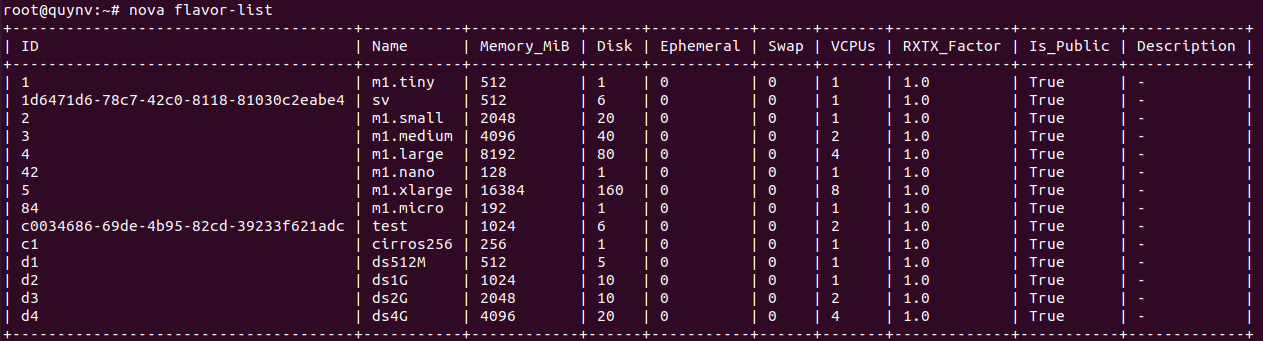 root@quynv:~# nova flavor-list
+--------------------------------------+-----------+------------+------+-----------+------+-------+-------------+-----------+-------------+
| ID                                   | Name      | Memory_MiB | Disk | Ephemeral | Swap | VCPUs | RXTX_Factor | Is_Public | Description |
+--------------------------------------+-----------+------------+------+-----------+------+-------+-------------+-----------+-------------+
| 1                                    | m1.tiny   | 512        | 1    | 0         | 0    | 1     | 1.0         | True      | -           |
| 1d6471d6-78c7-42c0-8118-81030c2eabe4 | sv        | 512        | 6    | 0         | 0    | 1     | 1.0         | True      | -           |
| 2                                    | m1.small  | 2048       | 20   | 0         | 0    | 1     | 1.0         | True      | -           |
| 3                                    | m1.medium | 4096       | 40   | 0         | 0    | 2     | 1.0         | True      | -           |
| 4                                    | m1.large  | 8192       | 80   | 0         | 0    | 4     | 1.0         | True      | -           |
| 42                                   | m1.nano   | 128        | 1    | 0         | 0    | 1     | 1.0         | True      | -           |
| 5                                    | m1.xlarge | 16384      | 160  | 0         | 0    | 8     | 1.0         | True      | -           |
| 84                                   | m1.micro  | 192        | 1    | 0         | 0    | 1     | 1.0         | True      | -           |
| c0034686-69de-4b95-82cd-39233f621adc | test      | 1024       | 6    | 0         | 0    | 2     | 1.0         | True      | -           |
| c1                                   | cirros256 | 256        | 1    | 0         | 0    | 1     | 1.0         | True      | -           |
| d1                                   | ds512M    | 512        | 5    | 0         | 0    | 1     | 1.0         | True      | -           |
| d2                                   | ds1G      | 1024       | 10   | 0         | 0    | 1     | 1.0         | True      | -           |
| d3                                   | ds2G      | 2048       | 10   | 0         | 0    | 2     | 1.0         | True      | -           |
| d4                                   | ds4G      | 4096       | 20   | 0         | 0    | 4     | 1.0         | True      | -           |
+--------------------------------------+-----------+------------+------+-----------+------+-------+-------------+-----------+-------------+